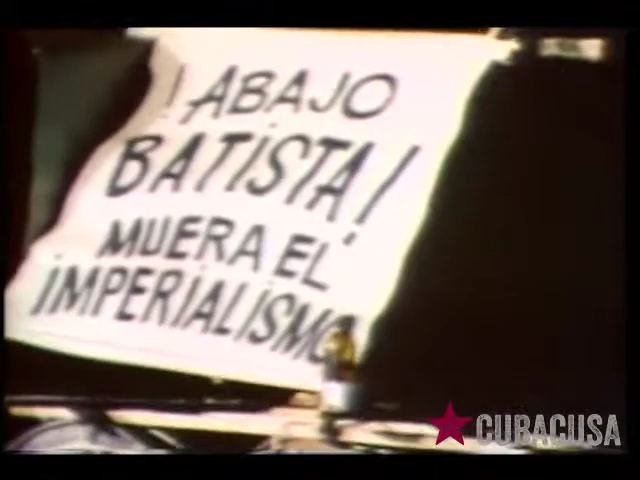 ¡ABAJO
BATISTA!
MUERA EL
IMPERIALISMO
CUBACUSA